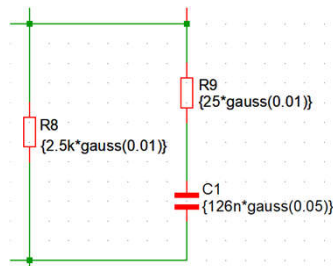 R9
{25*gauss(0.01)}
R8
{2.5k*gauss(0.01)}
C1
{126n*gauss(0.05)}